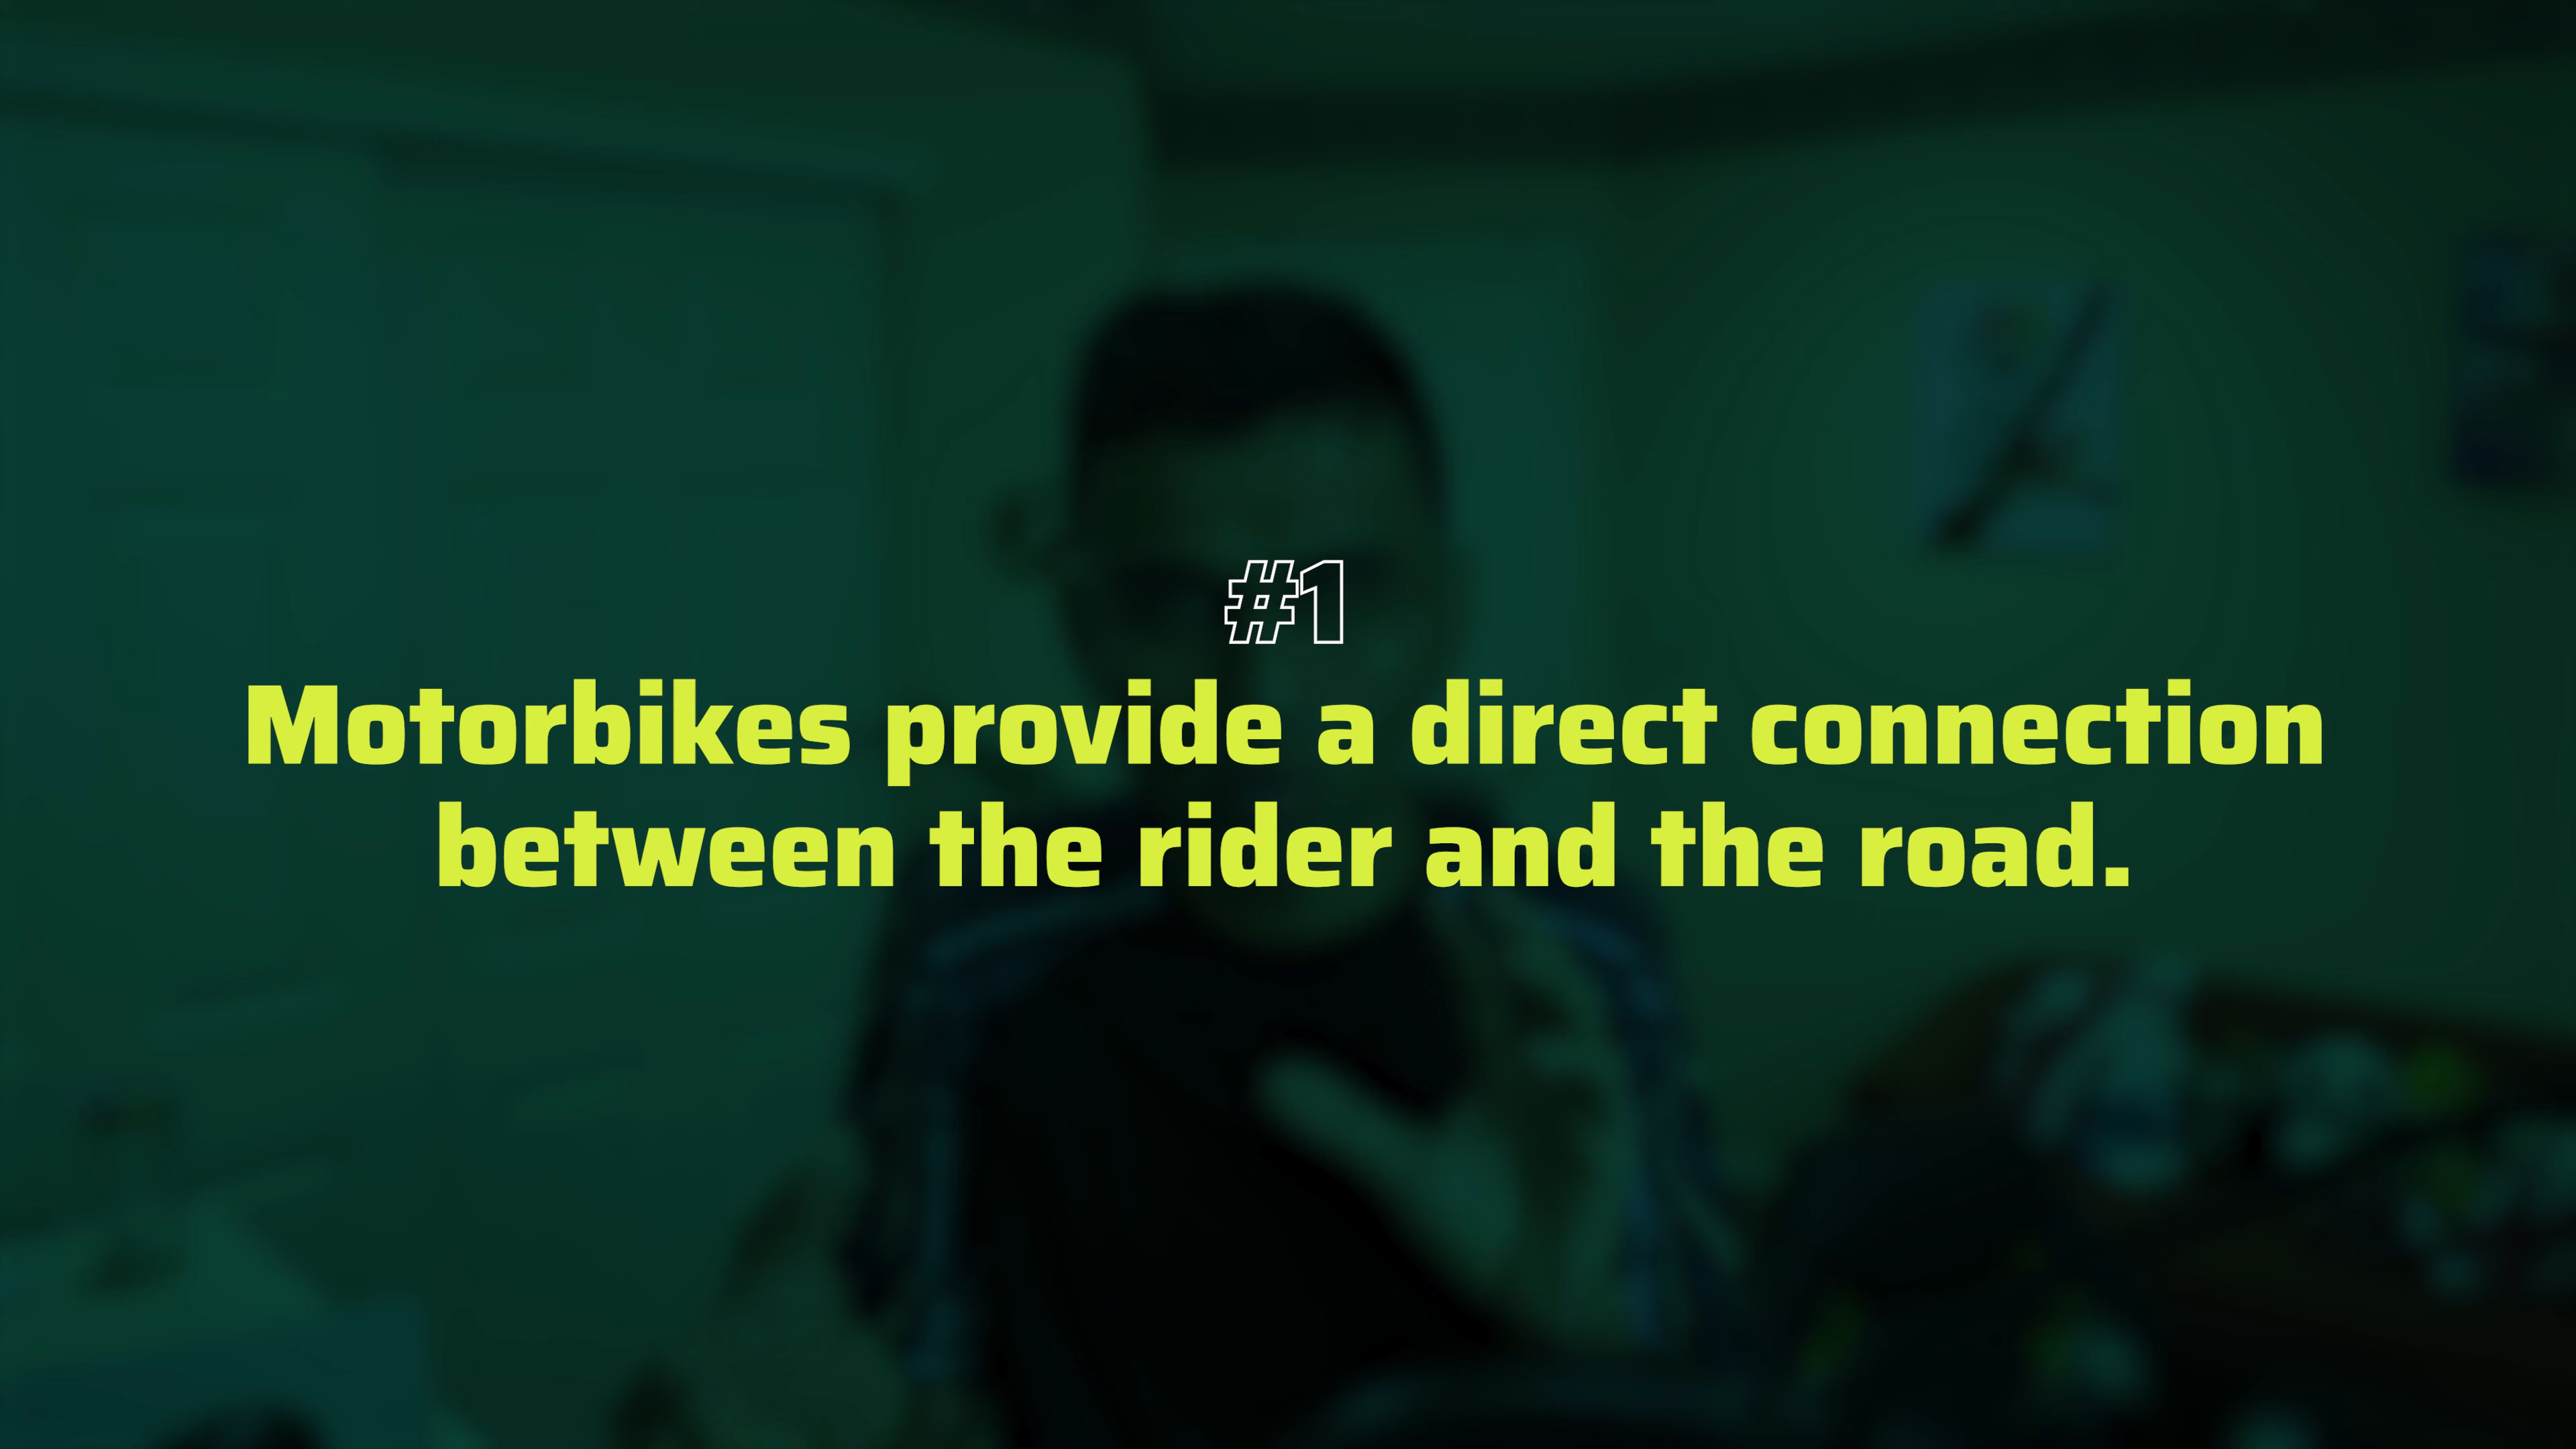 #1
Motorbikes provide a direct connection
between the rider and the road.